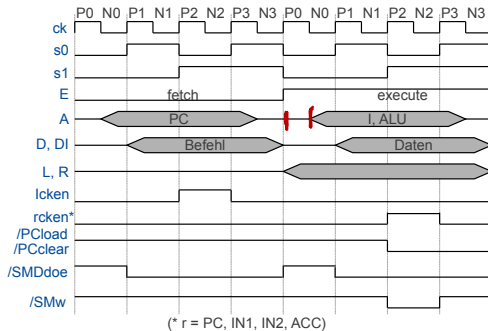 P0 N0 P1 N1 P2 N2 P3 N3 P0 N0 P1 N1 P2 N2 P3 N3
ck
s0
s1
E fetch execute
A PC I, ALU
D, DI Befehl Daten
L, R
Icken
rcken*
/PCload
/PCclear
/SMDdoe
/SMw
(* r = PC, IN1, IN2, ACC)